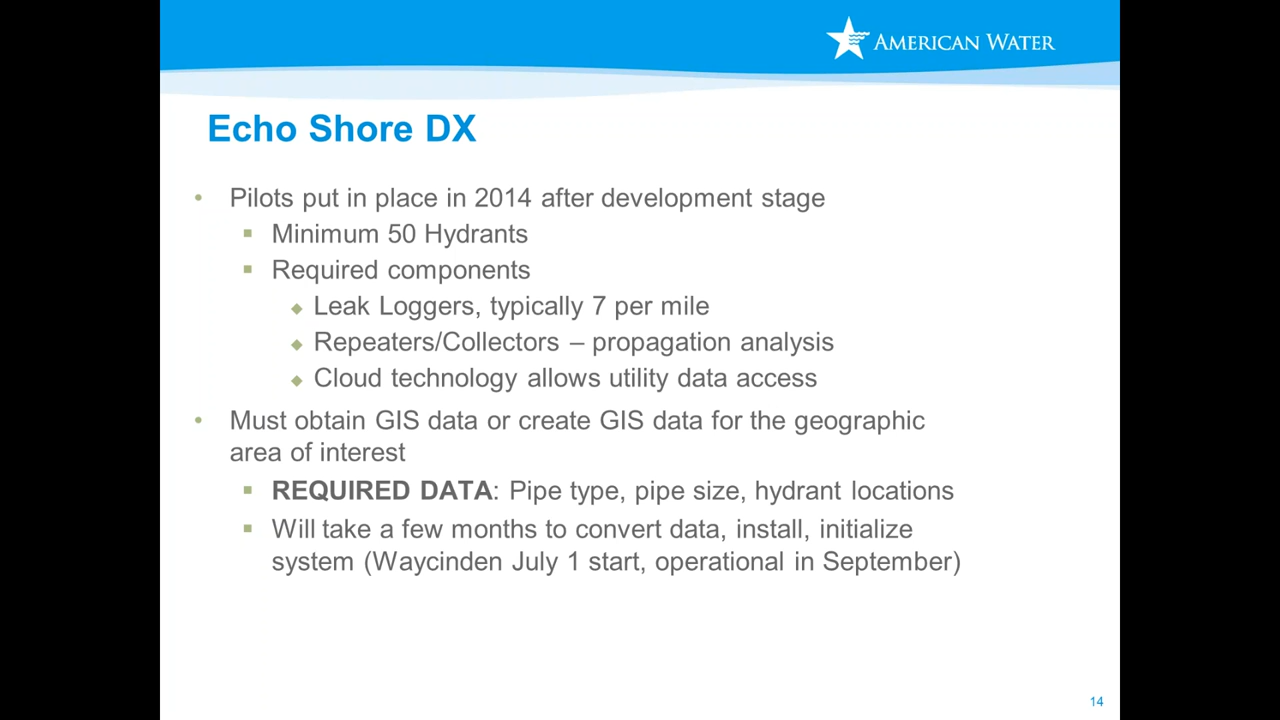 AMERICAN WATER
Echo Shore DX
• Pilots put in place in 2014 after development stage
▪ Minimum 50 Hydrants
▪ Required components
◆ Leak Loggers, typically 7 per mile
◆ Repeaters/Collectors – propagation analysis
◆ Cloud technology allows utility data access
• Must obtain GIS data or create GIS data for the geographic
area of interest
▪ REQUIRED DATA: Pipe type, pipe size, hydrant locations
▪ Will take a few months to convert data, install, initialize
system (Waycinden July 1 start, operational in September)
14